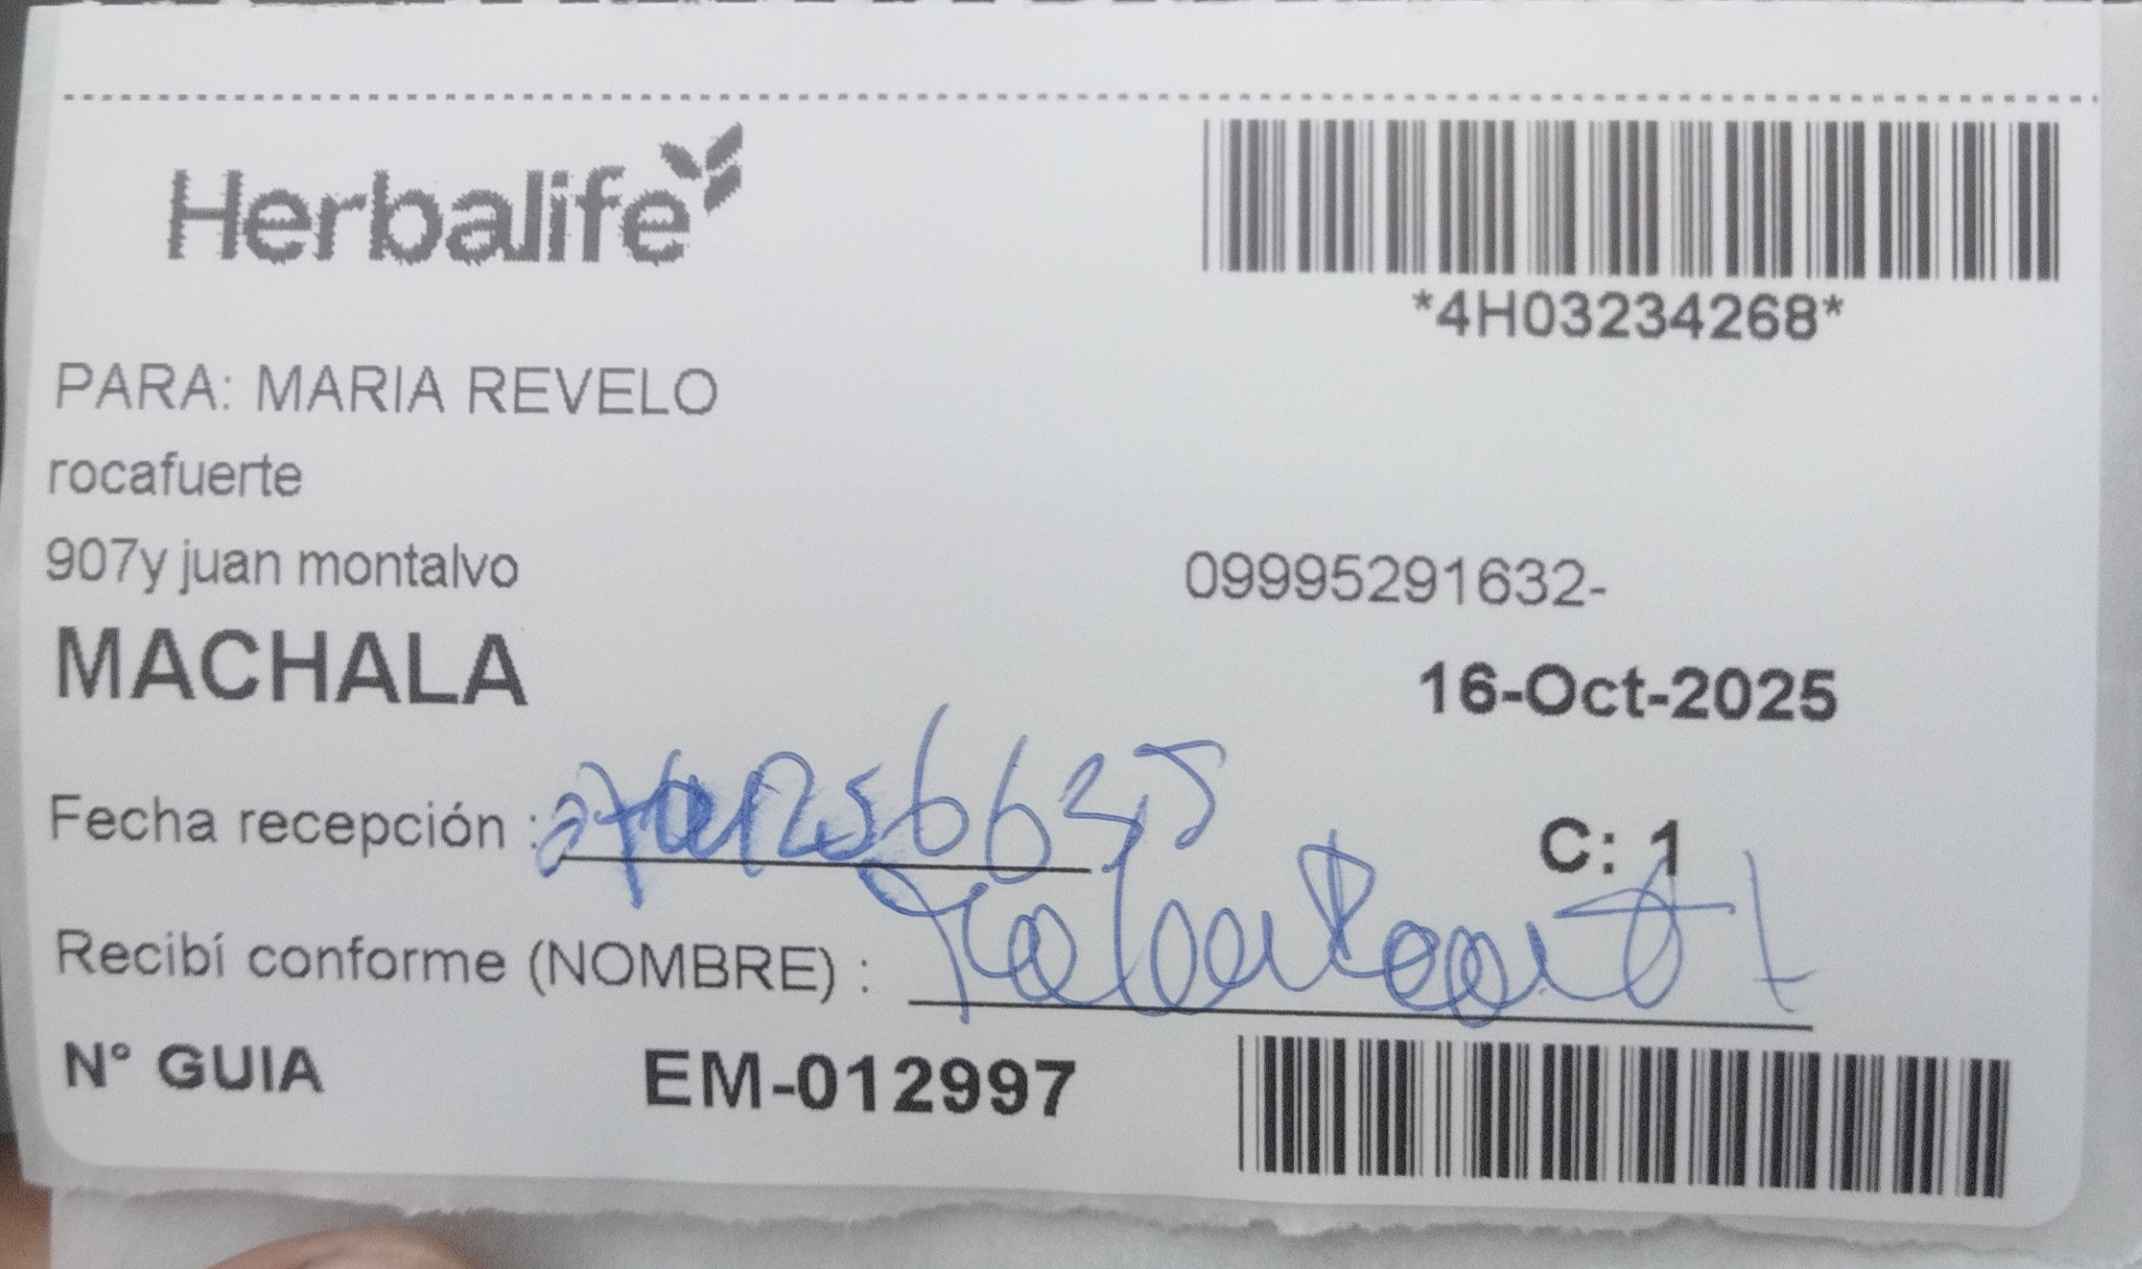 Herbalife
*4H03234268*
PARA: MARIA REVELO
rocafuerte
907y juan montalvo
09995291632-
MACHALA
16-Oct-2025
Fecha recepción :
C: 1
Recibí conforme (NOMBRE) :
N° GUIA EM-012997